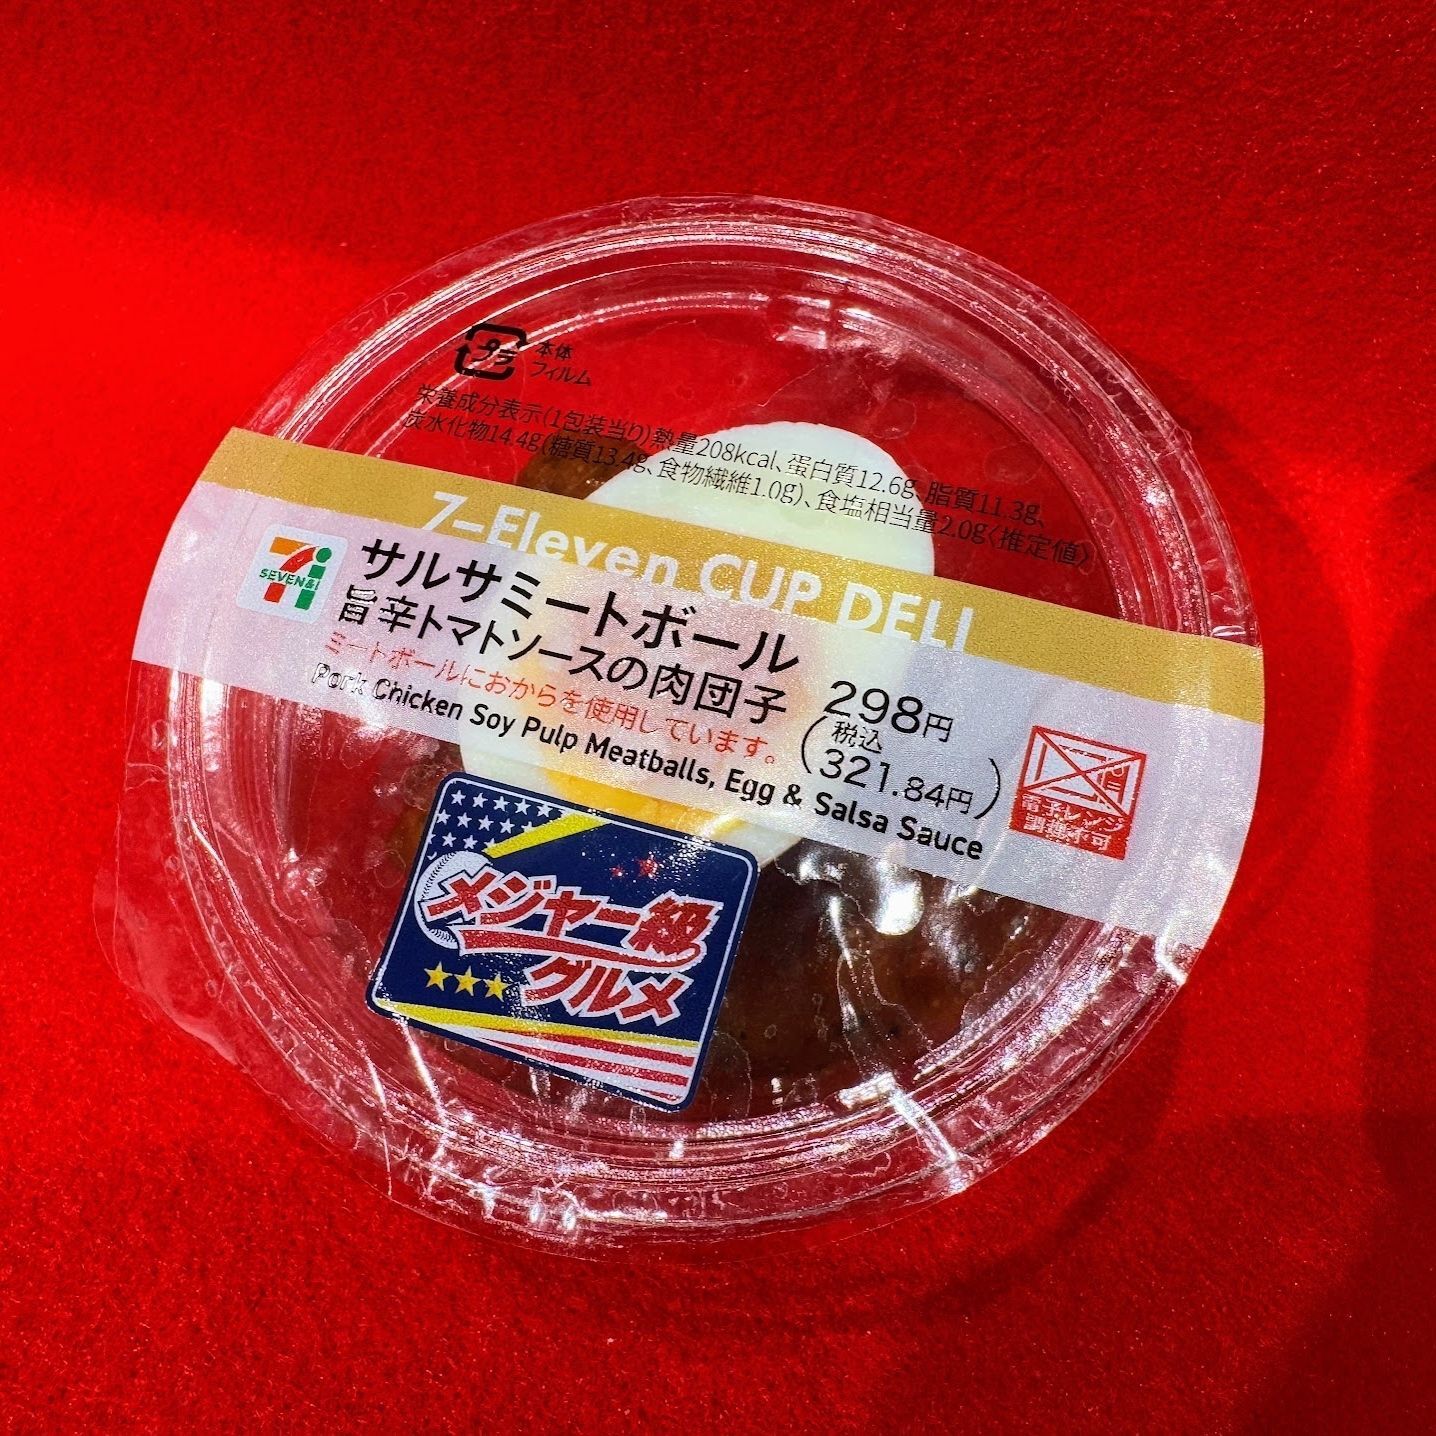 プラ
本体
フィルム
栄養成分表示(1包装当り)熱量208kcal、蛋白質12.6g、脂質11.3g、
炭水化物14.4g(糖質13.4g、食物繊維1.0g)、食塩相当量2.0g〈推定値〉
7-Eleven CUP DELI
7
SEVEN&i
サルサミートボール
旨辛トマトソースの肉団子
ミートボールにおからを使用しています。
Pork Chicken Soy Pulp Meatballs, Egg & Salsa Sauce
298円
(税込
321.84円)
電子レンジ
調理不可
メジャー級
グルメ